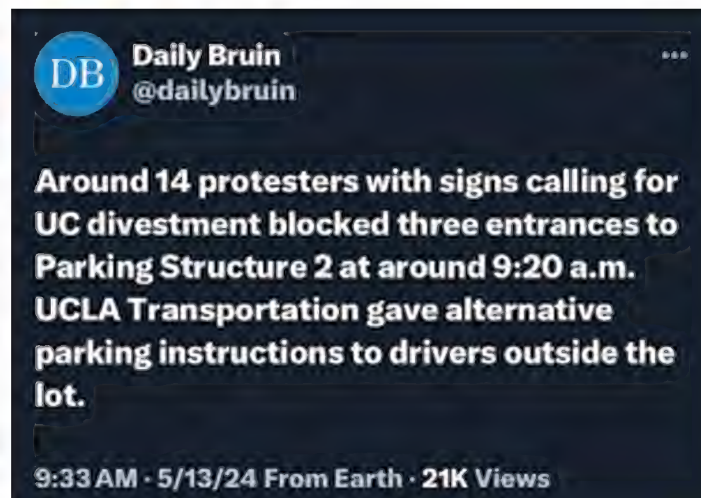 DB
Daily Bruin
@dailybruin
Around 14 protesters with signs calling for
UC divestment blocked three entrances to
Parking Structure 2 at around 9:20 a.m.
UCLA Transportation gave alternative
parking instructions to drivers outside the
lot.
9:33 AM · 5/13/24 From Earth · 21K Views